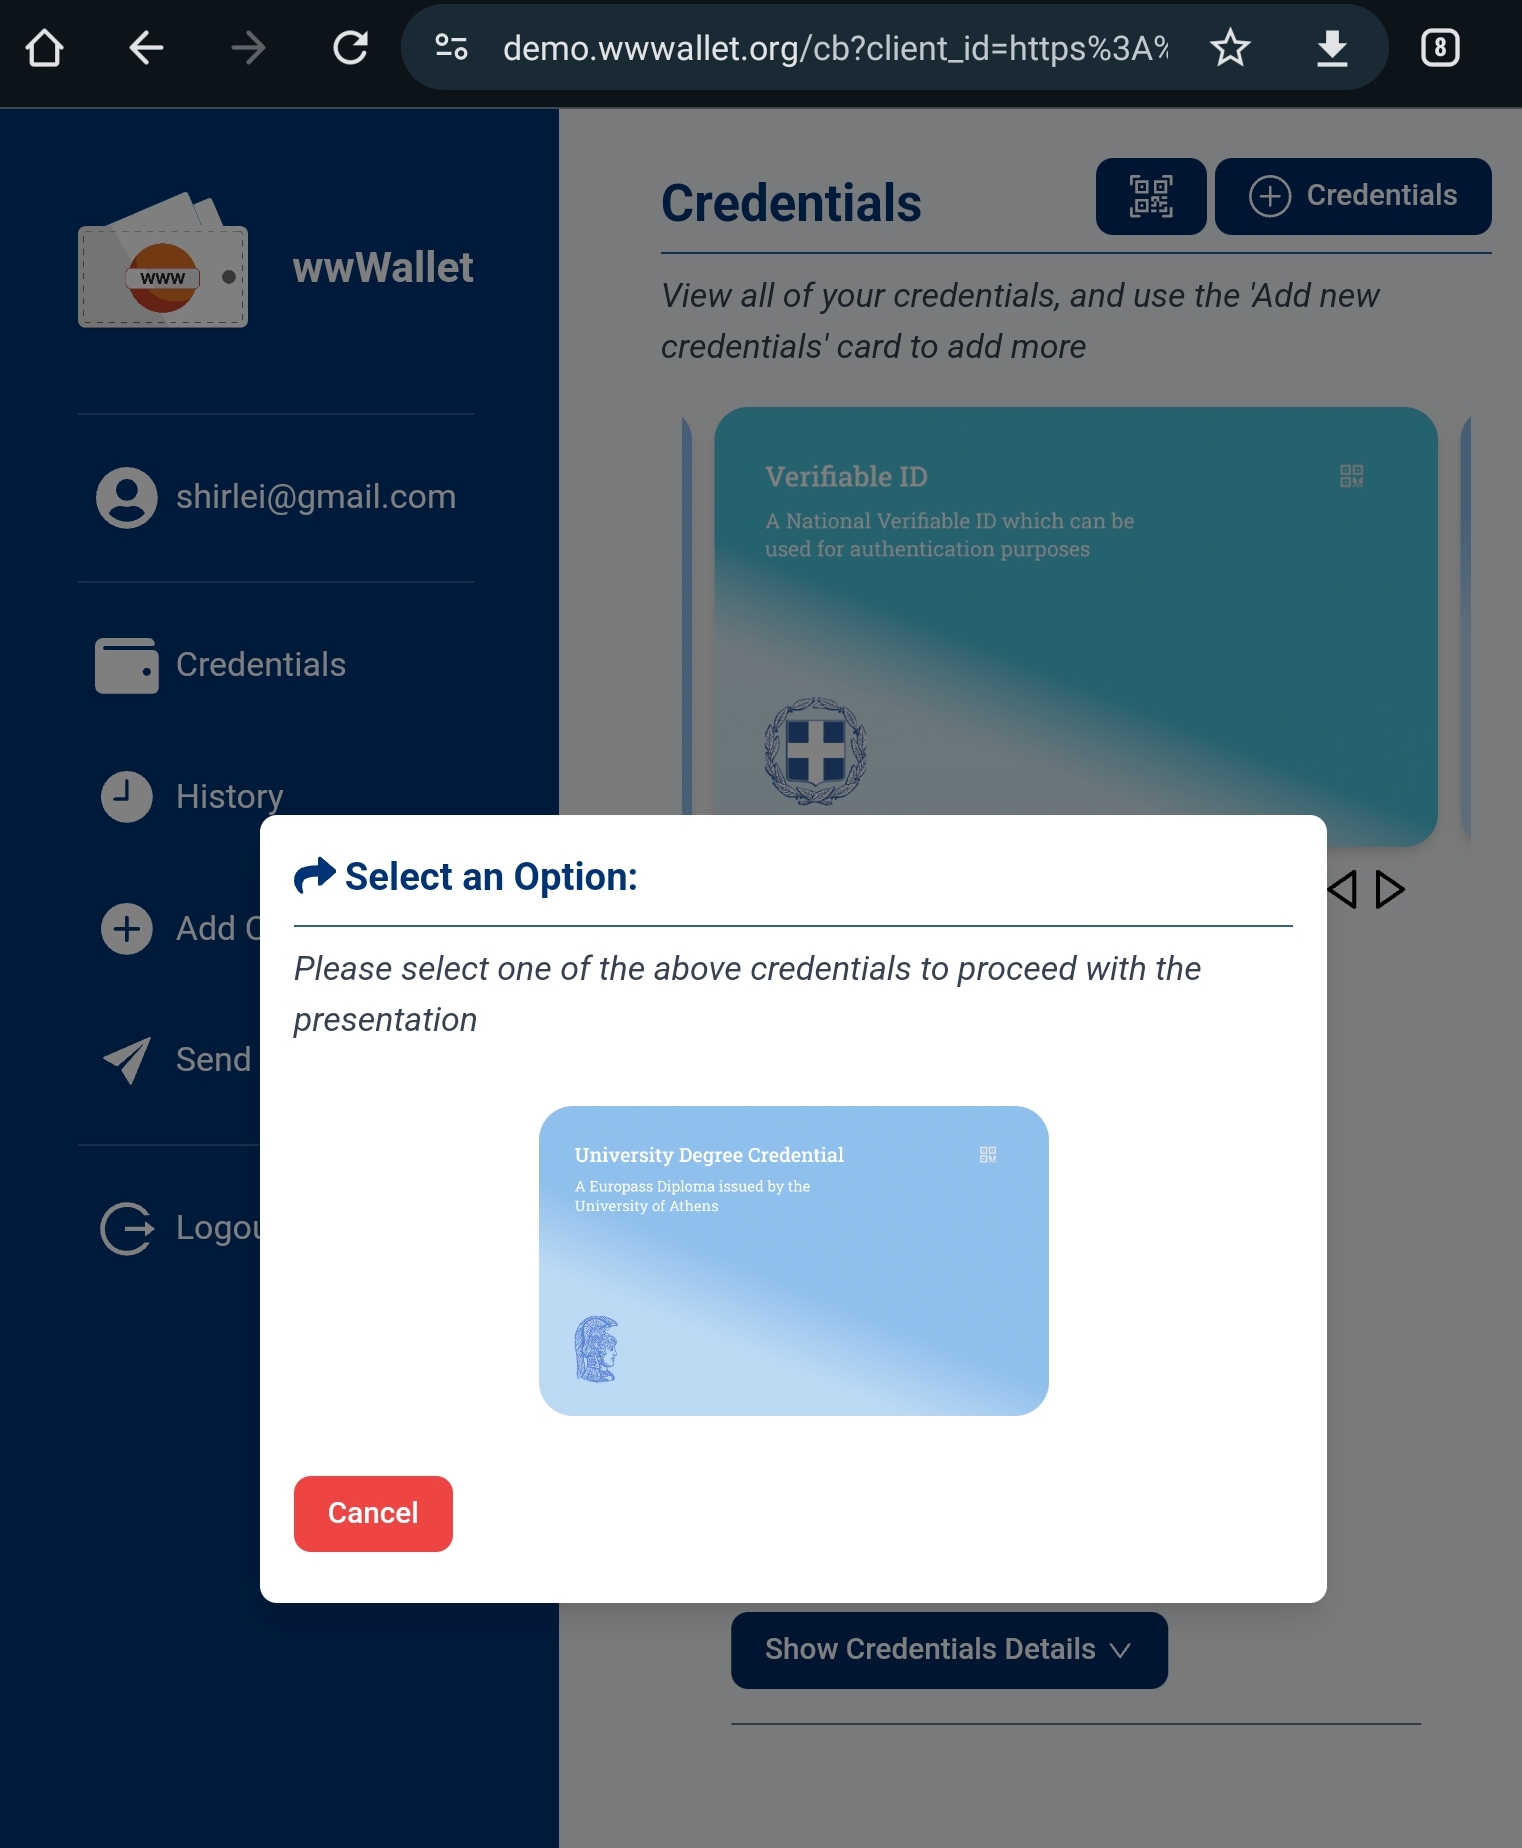 demo.wwwallet.org/cb?client_id=https%3A%
8
www
wwWallet
shirlei@gmail.com
Credentials
History
Add C
Send
Logou
Credentials
Credentials
View all of your credentials, and use the 'Add new
credentials' card to add more
Verifiable ID
A National Verifiable ID which can be
used for authentication purposes
Select an Option:
Please select one of the above credentials to proceed with the
presentation
University Degree Credential
A Europass Diploma issued by the
University of Athens
Cancel
Show Credentials Details